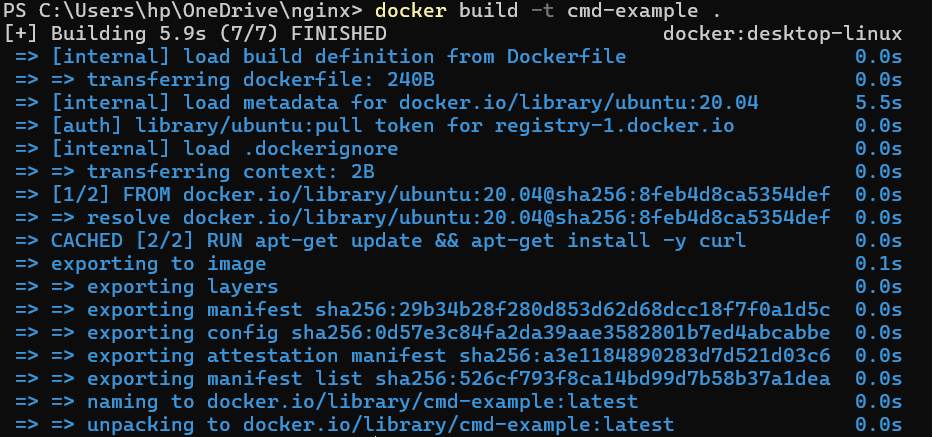 PS C:\Users\hp\OneDrive\nginx> docker build -t cmd-example .
[+] Building 5.9s (7/7) FINISHED docker:desktop-linux
=> [internal] load build definition from Dockerfile 0.0s
=> => transferring dockerfile: 240B 0.0s
=> [internal] load metadata for docker.io/library/ubuntu:20.04 5.5s
=> [auth] library/ubuntu:pull token for registry-1.docker.io 0.0s
=> [internal] load .dockerignore 0.0s
=> => transferring context: 2B 0.0s
=> [1/2] FROM docker.io/library/ubuntu:20.04@sha256:8feb4d8ca5354def 0.0s
=> => resolve docker.io/library/ubuntu:20.04@sha256:8feb4d8ca5354def 0.0s
=> CACHED [2/2] RUN apt-get update && apt-get install -y curl 0.0s
=> exporting to image 0.1s
=> => exporting layers 0.0s
=> => exporting manifest sha256:29b34b28f280d853d62d68dcc18f7f0a1d5c 0.0s
=> => exporting config sha256:0d57e3c84fa2da39aae3582801b7ed4abcabbe 0.0s
=> => exporting attestation manifest sha256:a3e1184890283d7d521d03c6 0.0s
=> => exporting manifest list sha256:526cf793f8ca14bd99d7b58b37a1dea 0.0s
=> => naming to docker.io/library/cmd-example:latest 0.0s
=> => unpacking to docker.io/library/cmd-example:latest 0.0s